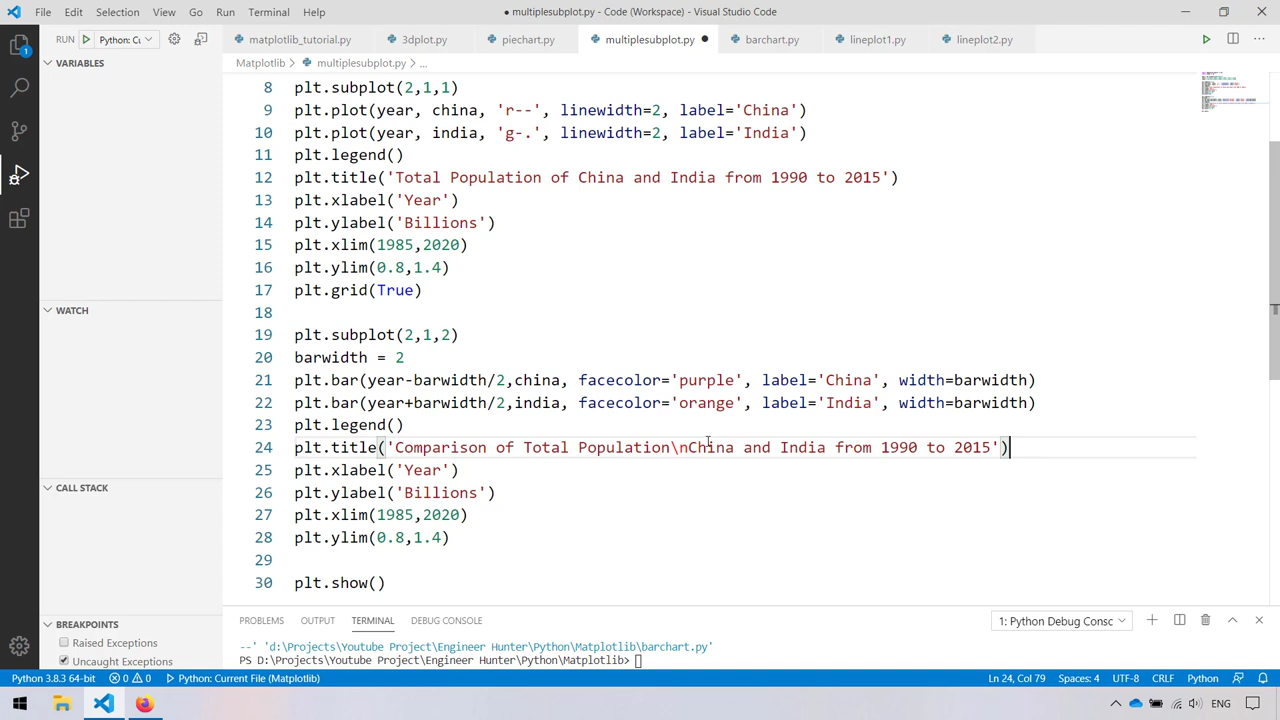 File Edit Selection View Go Run Terminal Help
● multiplesubplot.py - Code (Workspace) - Visual Studio Code
RUN Python: Cu
matplotlib_tutorial.py 3dplot.py piechart.py multiplesubplot.py ● barchart.py lineplot1.py lineplot2.py
VARIABLES
Matplotlib > multiplesubplot.py > ...
8 plt.subplot(2,1,1)
9 plt.plot(year, china, 'r--', linewidth=2, label='China')
10 plt.plot(year, india, 'g-.', linewidth=2, label='India')
11 plt.legend()
12 plt.title('Total Population of China and India from 1990 to 2015')
13 plt.xlabel('Year')
14 plt.ylabel('Billions')
15 plt.xlim(1985,2020)
16 plt.ylim(0.8,1.4)
17 plt.grid(True)
18
19 plt.subplot(2,1,2)
20 barwidth = 2
21 plt.bar(year-barwidth/2,china, facecolor='purple', label='China', width=barwidth)
22 plt.bar(year+barwidth/2,india, facecolor='orange', label='India', width=barwidth)
23 plt.legend()
24 plt.title('Comparison of Total Population\nChina and India from 1990 to 2015')
25 plt.xlabel('Year')
26 plt.ylabel('Billions')
27 plt.xlim(1985,2020)
28 plt.ylim(0.8,1.4)
29
30 plt.show()
WATCH
CALL STACK
BREAKPOINTS
Raised Exceptions
Uncaught Exceptions
1
PROBLEMS OUTPUT TERMINAL DEBUG CONSOLE
1: Python Debug Consc
--' 'd:\Projects\Youtube Project\Engineer Hunter\Python\Matplotlib\barchart.py'
PS D:\Projects\Youtube Project\Engineer Hunter\Python\Matplotlib>
Python 3.8.3 64-bit 0 0 Python: Current File (Matplotlib)
Ln 24, Col 79 Spaces: 4 UTF-8 CRLF Python
ENG